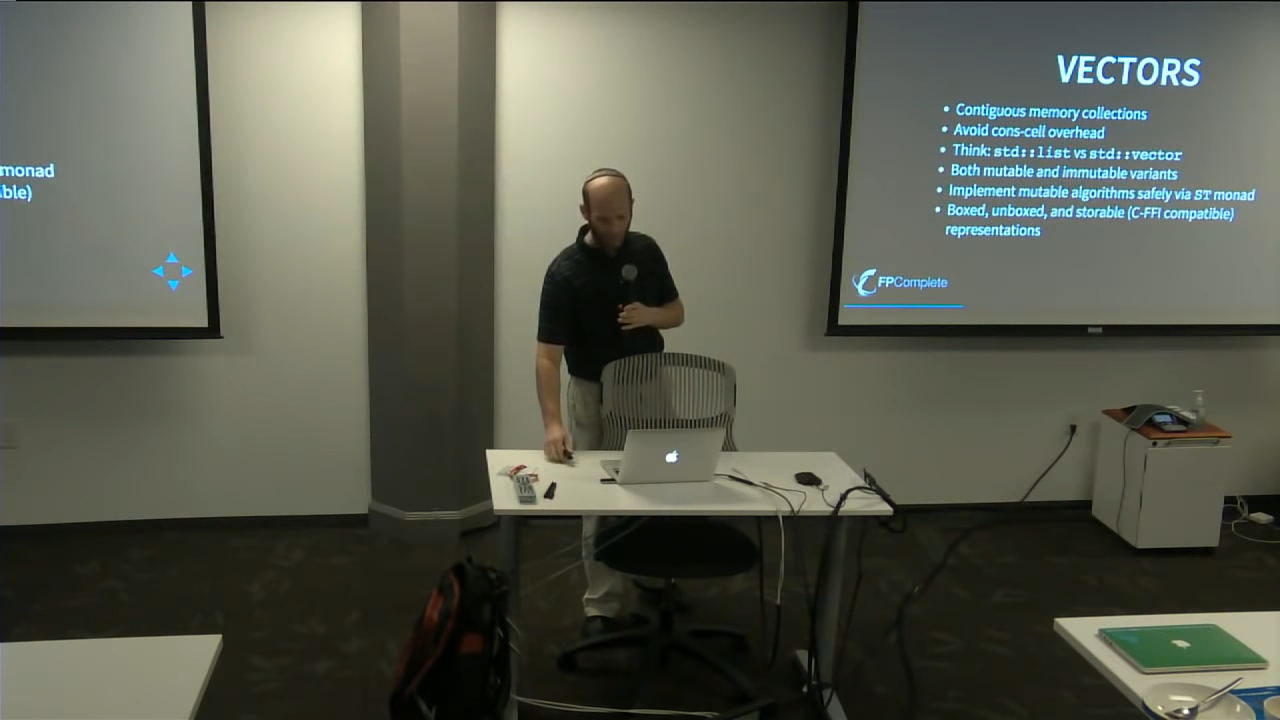 monad
VECTORS
• Contiguous memory collections
• Avoid cons-cell overhead
• Think: std::list vs std::vector
• Both mutable and immutable variants
• Implement mutable algorithms safely via ST monad
• Boxed, unboxed, and storable (C-FFI compatible)
representations
FPComplete